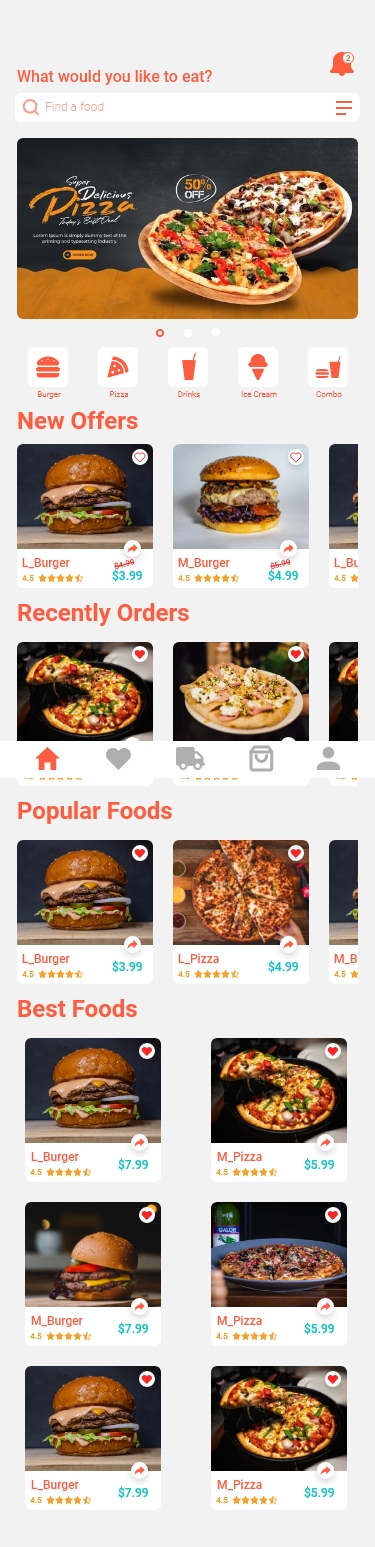 2
What would you like to eat?
Find a food
Super
Delicious
Pizza
Today's Best Deal
Lorem Ipsum is simply dummy text of the
printing and typesetting industry.
ORDER NOW
50%
OFF
Burger Pizza Drinks Ice Cream Combo
New Offers
L_Burger $4.99 M_Burger $5.99 L_Bu
4.5 $3.99 4.5 $4.99 4.5
Recently Orders
Popular Foods
L_Burger L_Pizza M_B
4.5 $3.99 4.5 $4.99 4.5
Best Foods
L_Burger M_Pizza
4.5 $7.99 4.5 $5.99
M_Burger M_Pizza
4.5 $7.99 4.5 $5.99
L_Burger M_Pizza
4.5 $7.99 4.5 $5.99